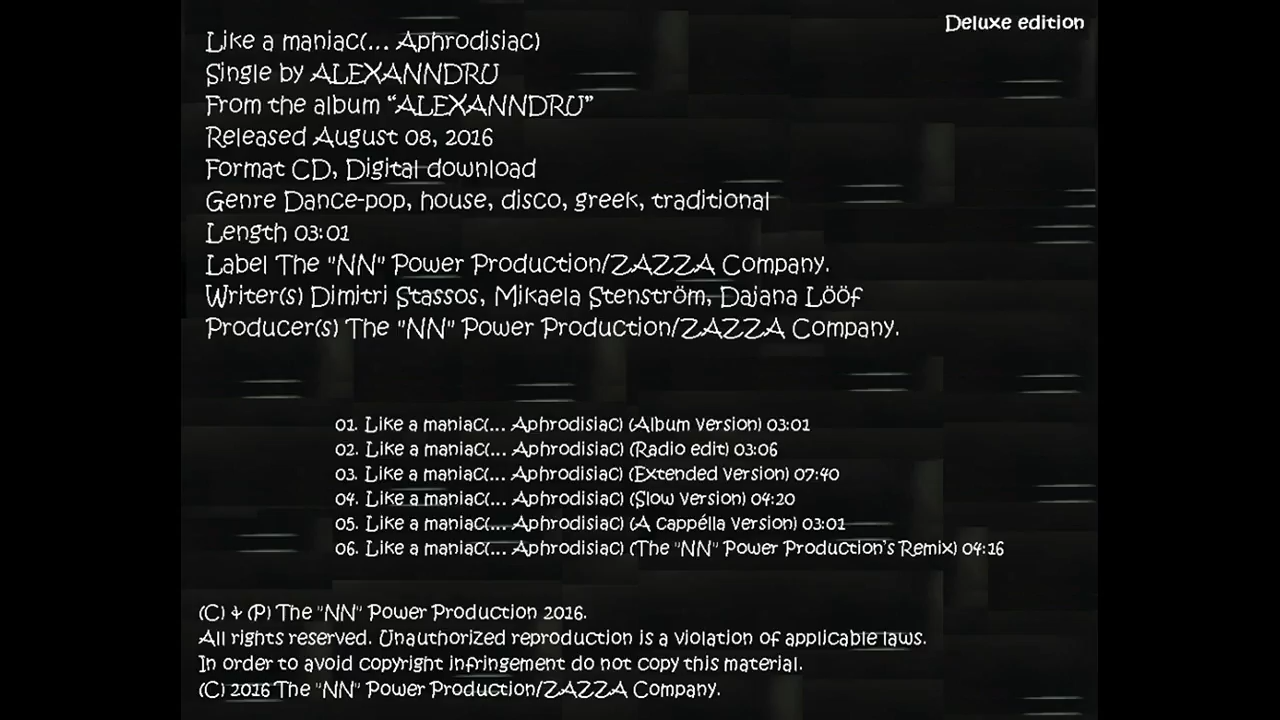 Deluxe edition
Like a maniac(... Aphrodisiac)
Single by ALEXANNDRU
From the album “ALEXANNDRU”
Released August 08, 2016
Format CD, Digital download
Genre Dance-pop, house, disco, greek, traditional
Length 03:01
Label The "NN" Power Production/ZAZZA Company.
Writer(s) Dimitri Stassos, Mikaela Stenström, Dajana Lööf
Producer(s) The "NN" Power Production/ZAZZA Company.
01. Like a maniac(... Aphrodisiac) (Album version) 03:01
02. Like a maniac(... Aphrodisiac) (Radio edit) 03:06
03. Like a maniac(... Aphrodisiac) (Extended version) 07:40
04. Like a maniac(... Aphrodisiac) (Slow version) 04:20
05. Like a maniac(... Aphrodisiac) (A cappélla version) 03:01
06. Like a maniac(... Aphrodisiac) (The "NN" Power Production's Remix) 04:16
(C) & (P) The "NN" Power Production 2016.
All rights reserved. Unauthorized reproduction is a violation of applicable laws.
In order to avoid copyright infringement do not copy this material.
(C) 2016 The "NN" Power Production/ZAZZA Company.